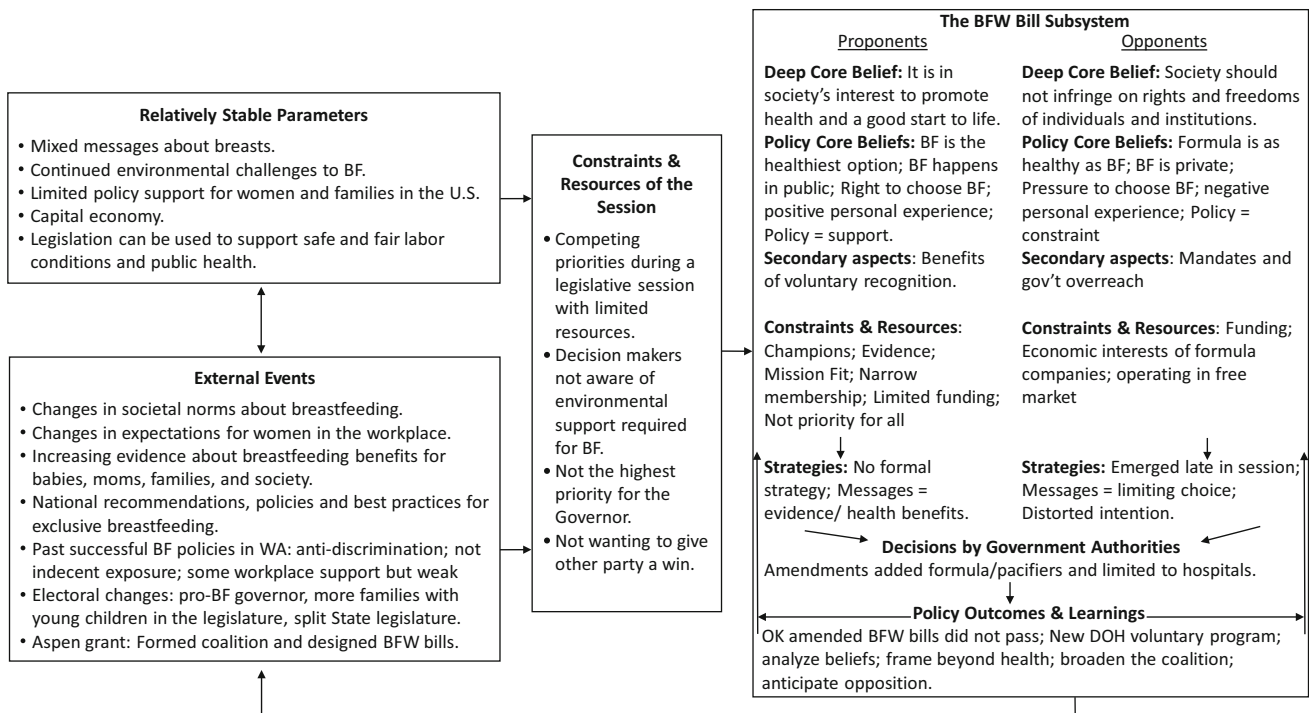 Relatively Stable Parameters
• Mixed messages about breasts.
• Continued environmental challenges to BF.
• Limited policy support for women and families in the U.S.
• Capital economy.
• Legislation can be used to support safe and fair labor
conditions and public health.
External Events
• Changes in societal norms about breastfeeding.
• Changes in expectations for women in the workplace.
• Increasing evidence about breastfeeding benefits for
babies, moms, families, and society.
• National recommendations, policies and best practices for
exclusive breastfeeding.
• Past successful BF policies in WA: anti-discrimination; not
indecent exposure; some workplace support but weak
• Electoral changes: pro-BF governor, more families with
young children in the legislature, split State legislature.
• Aspen grant: Formed coalition and designed BFW bills.
Constraints &
Resources of the
Session
• Competing
priorities during a
legislative session
with limited
resources.
• Decision makers
not aware of
environmental
support required
for BF.
• Not the highest
priority for the
Governor.
• Not wanting to give
other party a win.
The BFW Bill Subsystem
Proponents
Deep Core Belief: It is in
society's interest to promote
health and a good start to life.
Policy Core Beliefs: BF is the
healthiest option; BF happens
in public; Right to choose BF;
positive personal experience;
Policy = support.
Secondary aspects: Benefits
of voluntary recognition.
Constraints & Resources:
Champions; Evidence;
Mission Fit; Narrow
membership; Limited funding;
Not priority for all
Strategies: No formal
strategy; Messages =
evidence/ health benefits.
Opponents
Deep Core Belief: Society should
not infringe on rights and freedoms
of individuals and institutions.
Policy Core Beliefs: Formula is as
healthy as BF; BF is private;
Pressure to choose BF; negative
personal experience; Policy =
constraint
Secondary aspects: Mandates and
gov't overreach
Constraints & Resources: Funding;
Economic interests of formula
companies; operating in free
market
Strategies: Emerged late in session;
Messages = limiting choice;
Distorted intention.
Decisions by Government Authorities
Amendments added formula/pacifiers and limited to hospitals.
Policy Outcomes & Learnings
OK amended BFW bills did not pass; New DOH voluntary program;
analyze beliefs; frame beyond health; broaden the coalition;
anticipate opposition.